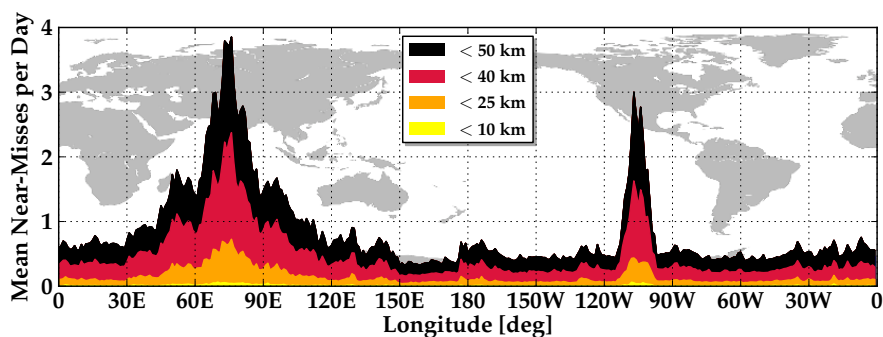 Mean Near-Misses per Day
4
3
2
1
0
< 50 km
< 40 km
< 25 km
< 10 km
0 30E 60E 90E 120E 150E 180 150W 120W 90W 60W 30W 0
Longitude [deg]